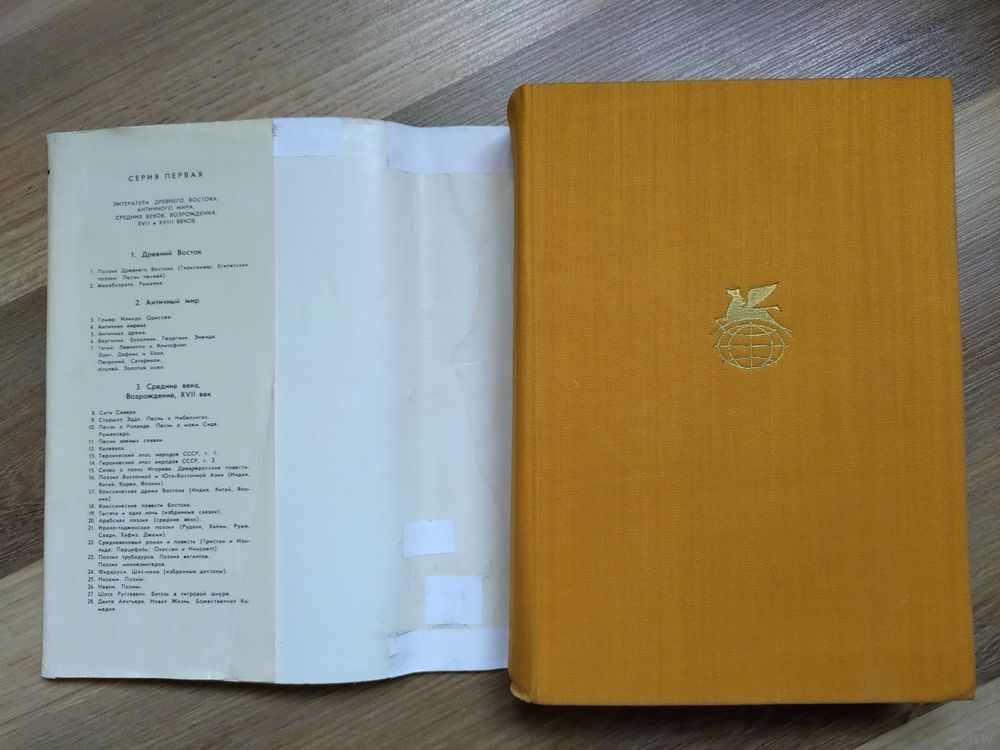 СЕРИЯ ПЕРВАЯ
ЛИТЕРАТУРА ДРЕВНЕГО ВОСТОКА,
АНТИЧНОГО МИРА,
СРЕДНИХ ВЕКОВ, ВОЗРОЖДЕНИЯ,
XVII и XVIII ВЕКОВ
1. Древний Восток
1. Поэзия Древнего Востока (Гильгамеш; Египетская
поэзия; Песнь песней).
2. Махабхарата. Рамаяна.
2. Античный мир
3. Гомер. Илиада. Одиссея.
4. Античная лирика.
5. Античная драма.
6. Вергилий. Буколики. Георгики. Энеида.
7. Татий. Левкиппа и Клитофонт.
Лонг. Дафнис и Хлоя.
Петроний. Сатирикон.
Апулей. Золотой осел.
3. Средние века,
Возрождение, XVII век
8. Саги Севера.
9. Старшая Эдда. Песнь о Нибелунгах.
10. Песнь о Роланде. Песнь о моем Сиде.
Романсеро.
11. Песни южных славян.
12. Калевала.
13. Героический эпос народов СССР, т. 1.
14. Героический эпос народов СССР, т. 2.
15. Слово о полку Игореве. Древнерусские повести.
16. Поэзия Восточной и Юго-Восточной Азии (Индия,
Китай, Корея, Япония).
17. Классическая драма Востока (Индия, Китай, Япо-
ния).
18. Классические повести Востока.
19. Тысяча и одна ночь (избранные сказки).
20. Арабская поэзия (средние века).
21. Ирано-таджикская поэзия (Рудаки, Хайям, Руми,
Саади, Хафиз, Джами).
22. Средневековый роман и повесть (Тристан и Изо-
льда; Парцифаль; Окассен и Николетт).
23. Поэзия трубадуров. Поэзия вагантов.
Поэзия миннезингеров.
24. Фирдоуси. Шах-наме (избранные дастаны).
25. Низами. Поэмы.
26. Навои. Поэмы.
27. Шота Руставели. Витязь в тигровой шкуре.
28. Данте Алигьери. Новая Жизнь. Божественная Ко-
медия.